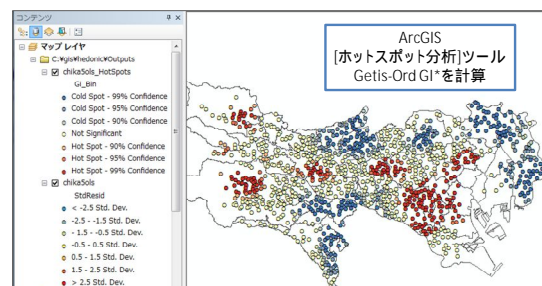 コンテンツ
マップ レイヤ
C:¥gis¥hedonic¥Outputs
chika5ols_HotSpots
Gi_Bin
Cold Spot - 99% Confidence
Cold Spot - 95% Confidence
Cold Spot - 90% Confidence
Not Significant
Hot Spot - 90% Confidence
Hot Spot - 95% Confidence
Hot Spot - 99% Confidence
chika5ols
StdResid
< -2.5 Std. Dev.
-2.5 - -1.5 Std. Dev.
-1.5 - -0.5 Std. Dev.
-0.5 - 0.5 Std. Dev.
0.5 - 1.5 Std. Dev.
1.5 - 2.5 Std. Dev.
> 2.5 Std. Dev.
ArcGIS
[ホットスポット分析]ツール
Getis-Ord GI*を計算